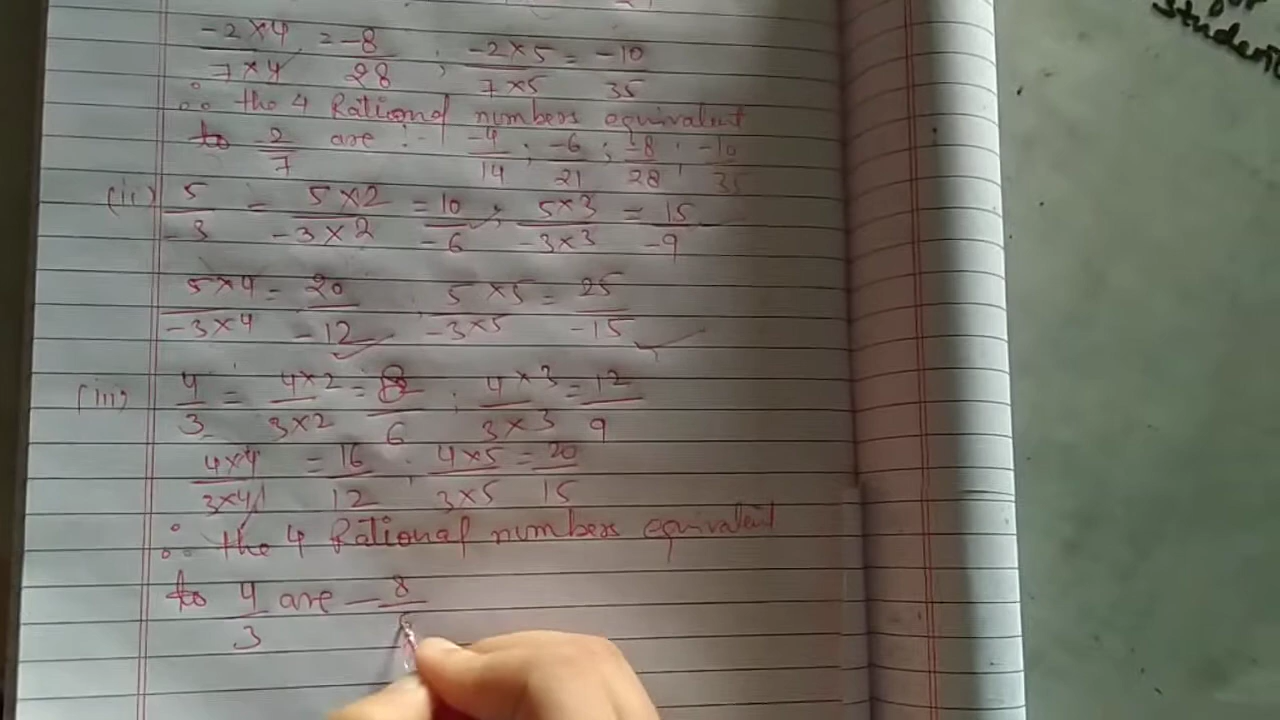 -2×4/7×4 = -8/28 ; -2×5/7×5 = -10/35
∴ the 4 Rational numbers equivalent
to 2/7 are :- -4/14 ; -6/21 ; -8/28 ; -10/35
(ii) 5/-3 = 5×2/-3×2 = 10/-6 ; 5×3/-3×3 = 15/-9
5×4/-3×4 = 20/-12 , 5×5/-3×5 = 25/-15
(iii) 4/3 = 4×2/3×2 = 8/6 ; 4×3/3×3 = 12/9
4×4/3×4 = 16/12 , 4×5/3×5 = 20/15
∴ the 4 Rational numbers equivalent
to 4/3 are – 8/
Student